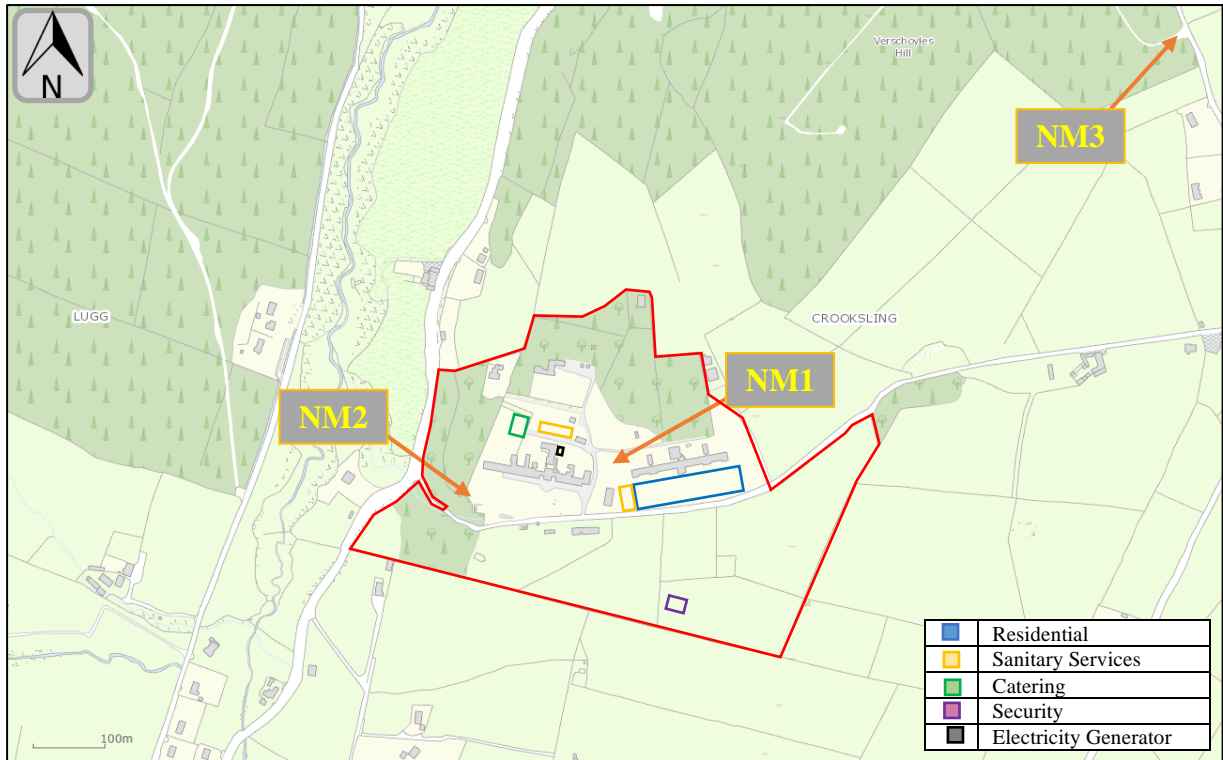 N
Verschoyles
Hill
NM3
LUGG
CROOKSLING
NM1
NM2
Residential
Sanitary Services
Catering
Security
Electricity Generator
100m